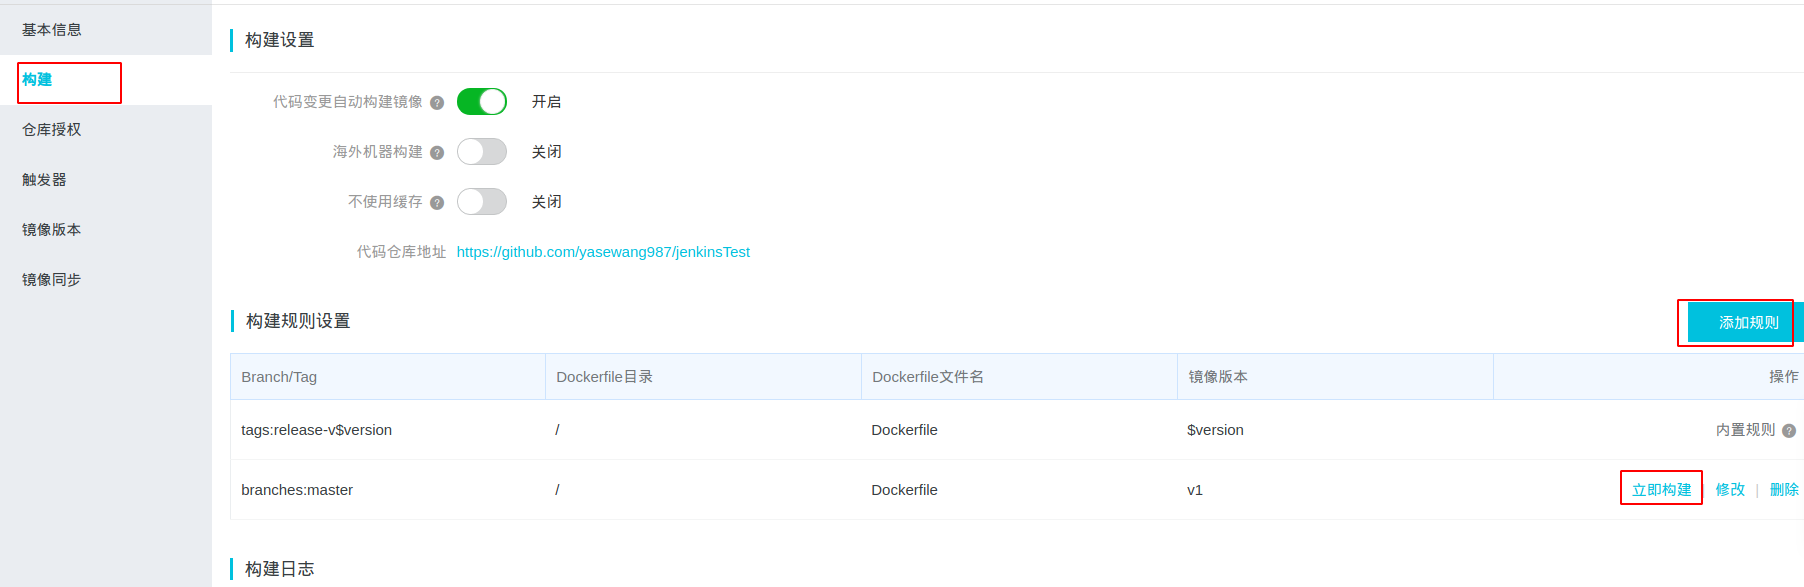 基本信息
构建
仓库授权
触发器
镜像版本
镜像同步
构建设置
代码变更自动构建镜像 ? 开启
海外机器构建 ? 关闭
不使用缓存 ? 关闭
代码仓库地址 https://github.com/yasewang987/jenkinsTest
构建规则设置 添加规则
Branch/Tag Dockerfile目录 Dockerfile文件名 镜像版本 操作
tags:release-v$version / Dockerfile $version 内置规则 ?
branches:master / Dockerfile v1 立即构建 | 修改 | 删除
构建日志